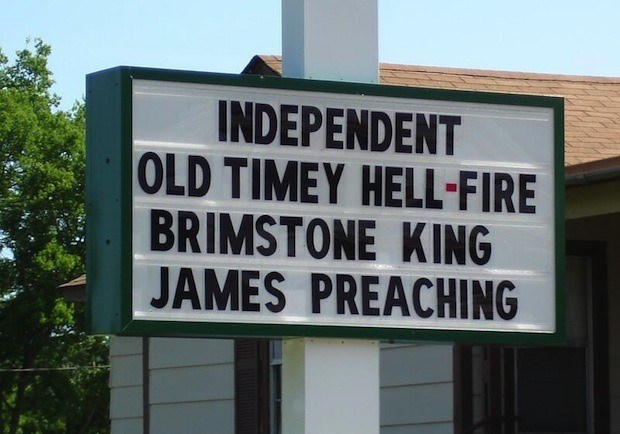 INDEPENDENT
OLD TIMEY HELL-FIRE
BRIMSTONE KING
JAMES PREACHING